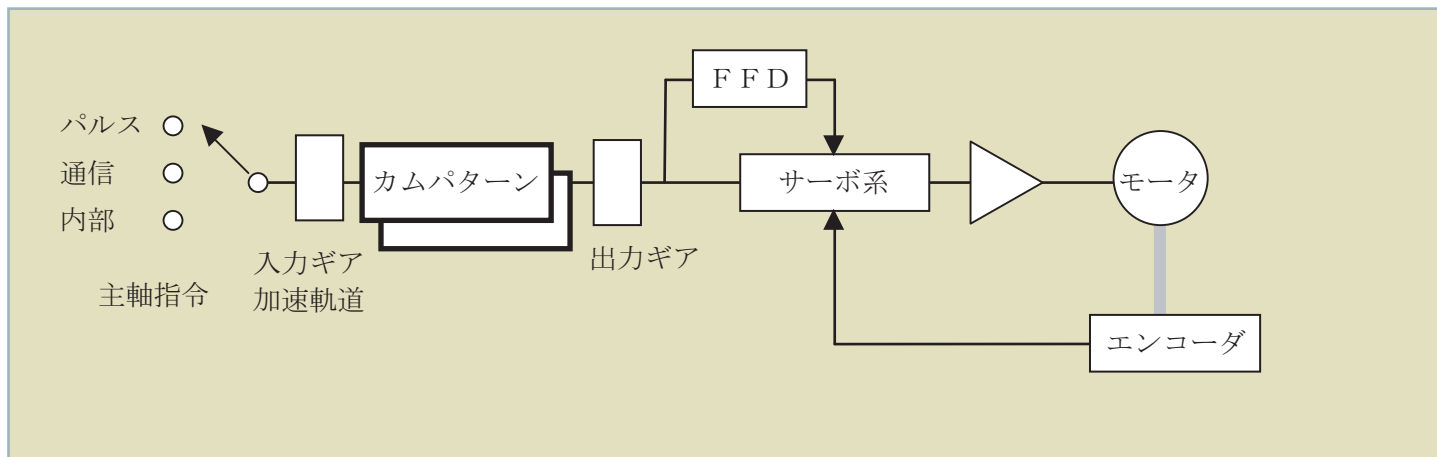 ＦＦＤ
パルス
通信
内部
主軸指令
入力ギア
加速軌道
カムパターン
出力ギア
サーボ系
モータ
エンコーダ